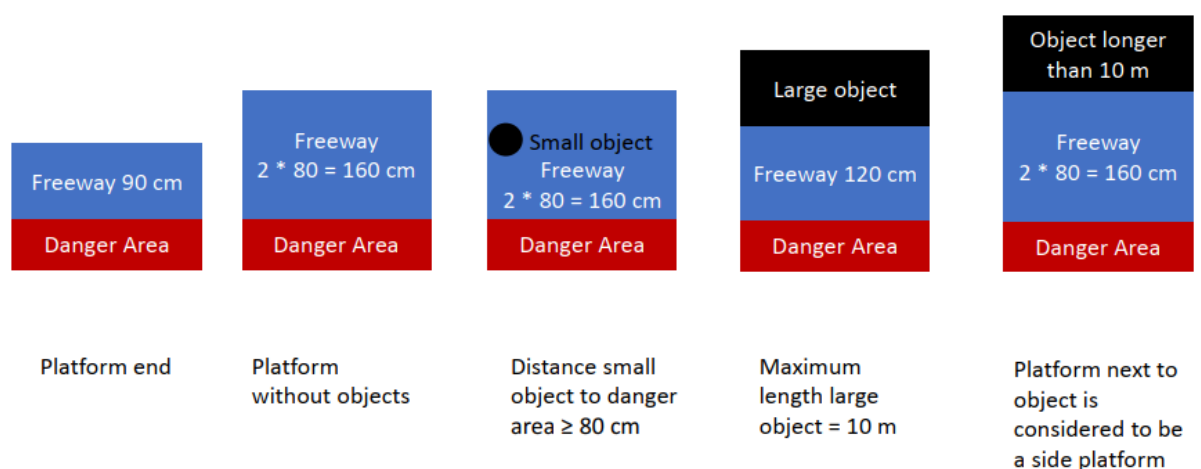 Freeway 90 cm
Danger Area
Platform end
Freeway
2 * 80 = 160 cm
Danger Area
Platform
without objects
Small object
Freeway
2 * 80 = 160 cm
Danger Area
Distance small
object to danger
area ≥ 80 cm
Large object
Freeway 120 cm
Danger Area
Maximum
length large
object = 10 m
Object longer
than 10 m
Freeway
2 * 80 = 160 cm
Danger Area
Platform next to
object is
considered to be
a side platform